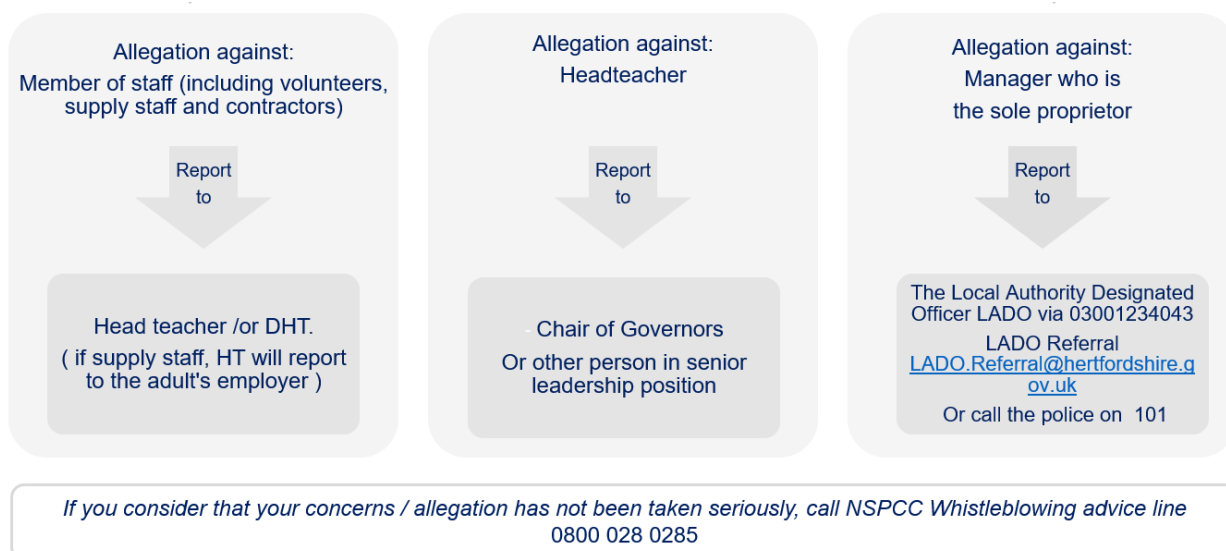 Allegation against:
Member of staff (including volunteers,
supply staff and contractors)
Report
to
Head teacher /or DHT.
( if supply staff, HT will report
to the adult's employer )
Allegation against:
Headteacher
Report
to
- Chair of Governors
Or other person in senior
leadership position
Allegation against:
Manager who is
the sole proprietor
Report
to
The Local Authority Designated
Officer LADO via 03001234043
LADO Referral
LADO.Referral@hertfordshire.g
ov.uk
Or call the police on 101
If you consider that your concerns / allegation has not been taken seriously, call NSPCC Whistleblowing advice line
0800 028 0285